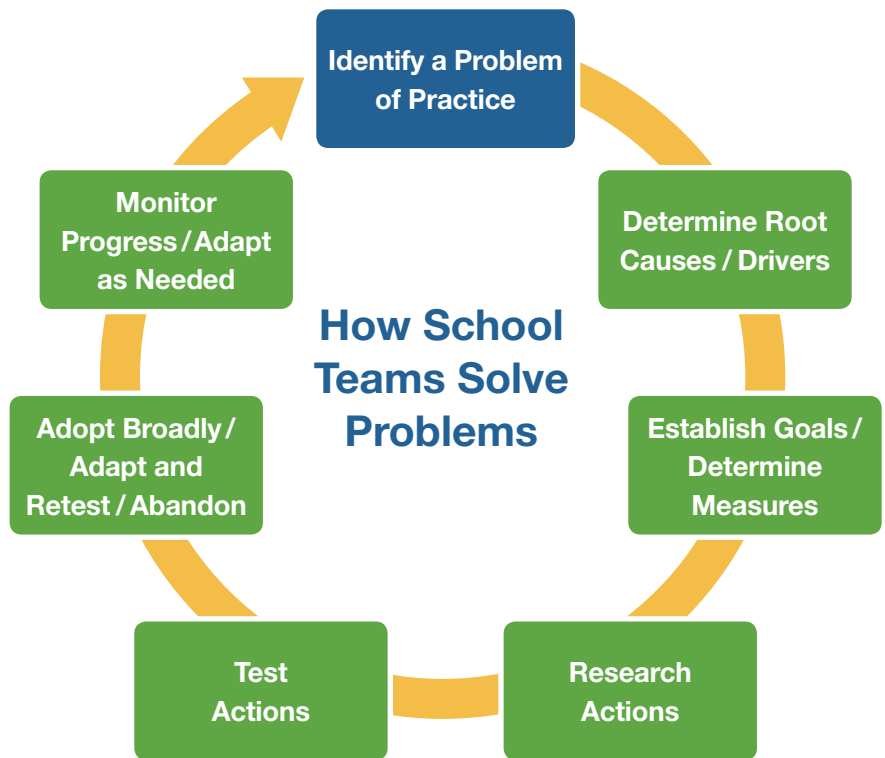 Identify a Problem
of Practice
Determine Root
Causes / Drivers
Establish Goals /
Determine
Measures
Research
Actions
Test
Actions
Adopt Broadly /
Adapt and
Retest / Abandon
Monitor
Progress / Adapt
as Needed
How School
Teams Solve
Problems